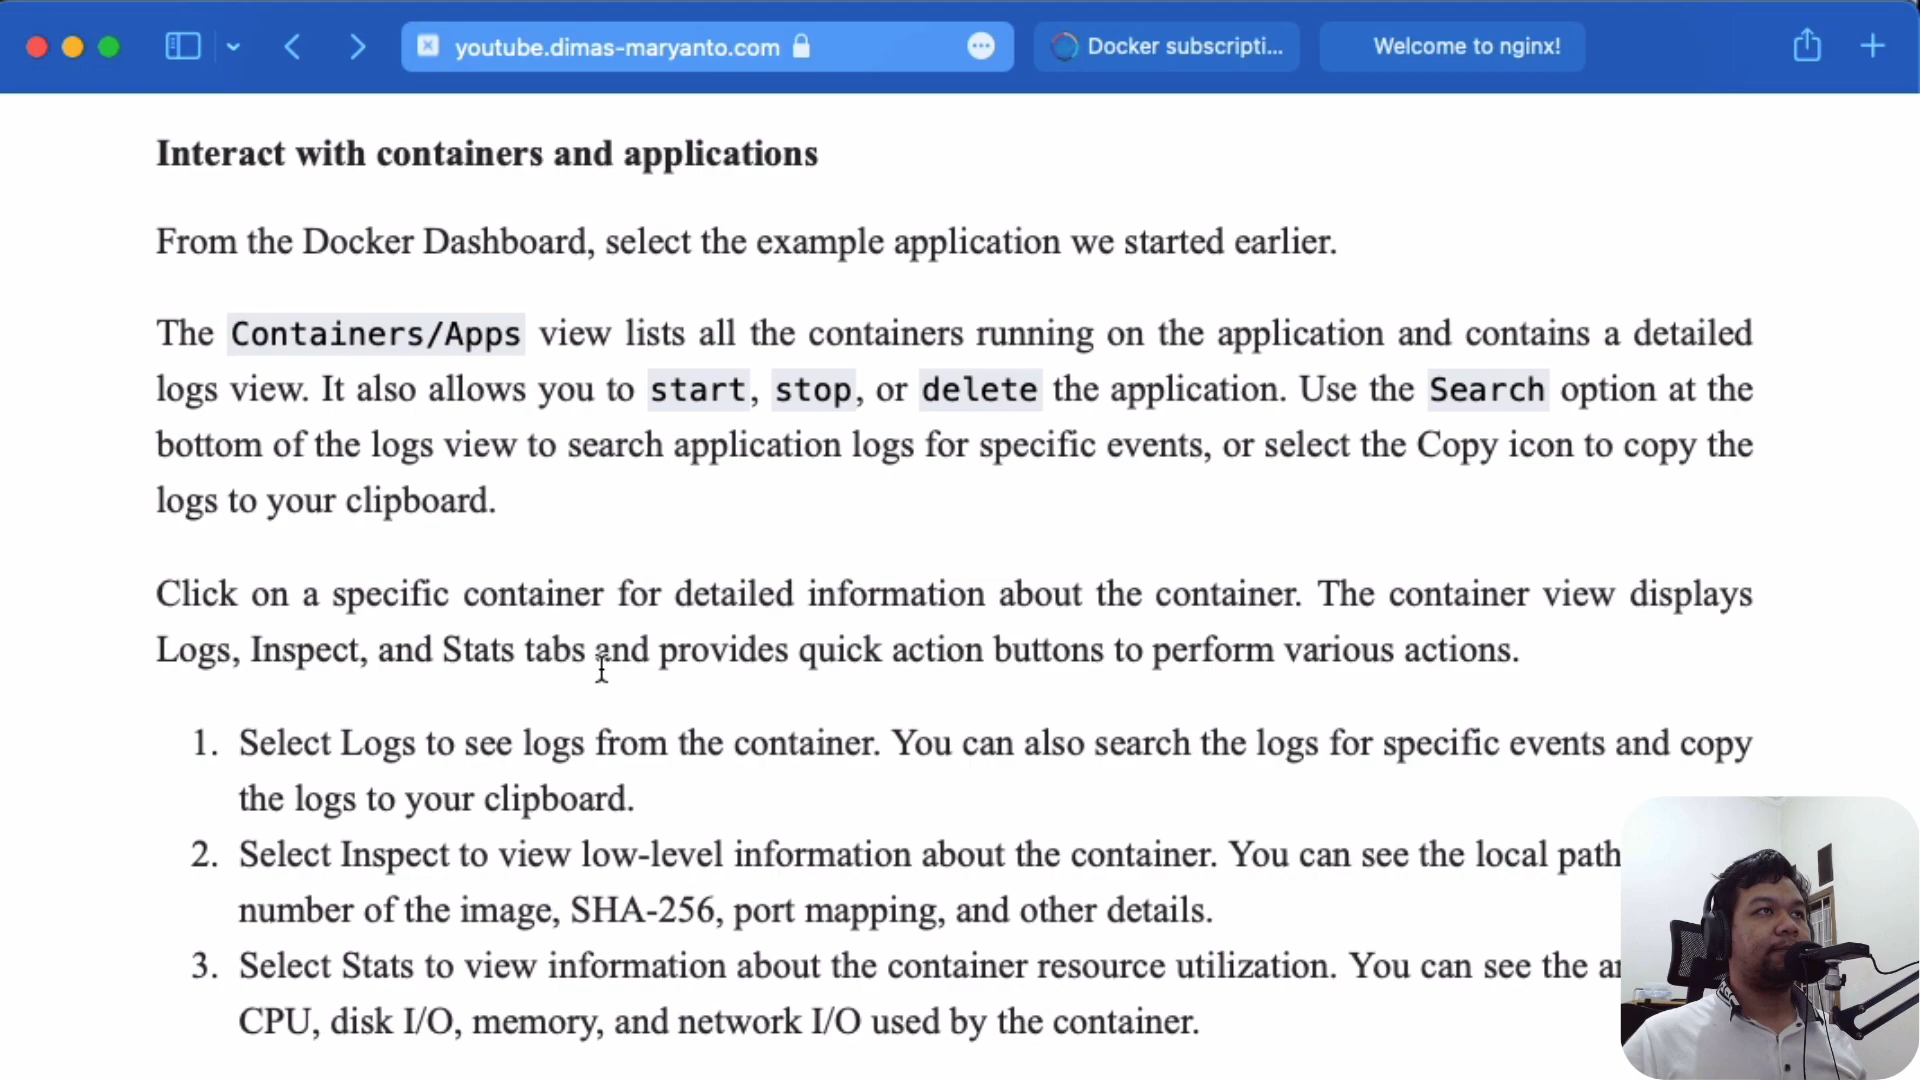 youtube.dimas-maryanto.com
Docker subscripti...
Welcome to nginx!
Interact with containers and applications
From the Docker Dashboard, select the example application we started earlier.
The Containers/Apps view lists all the containers running on the application and contains a detailed
logs view. It also allows you to start, stop, or delete the application. Use the Search option at the
bottom of the logs view to search application logs for specific events, or select the Copy icon to copy the
logs to your clipboard.
Click on a specific container for detailed information about the container. The container view displays
Logs, Inspect, and Stats tabs and provides quick action buttons to perform various actions.
1. Select Logs to see logs from the container. You can also search the logs for specific events and copy
the logs to your clipboard.
2. Select Inspect to view low-level information about the container. You can see the local path
number of the image, SHA-256, port mapping, and other details.
3. Select Stats to view information about the container resource utilization. You can see the
CPU, disk I/O, memory, and network I/O used by the container.